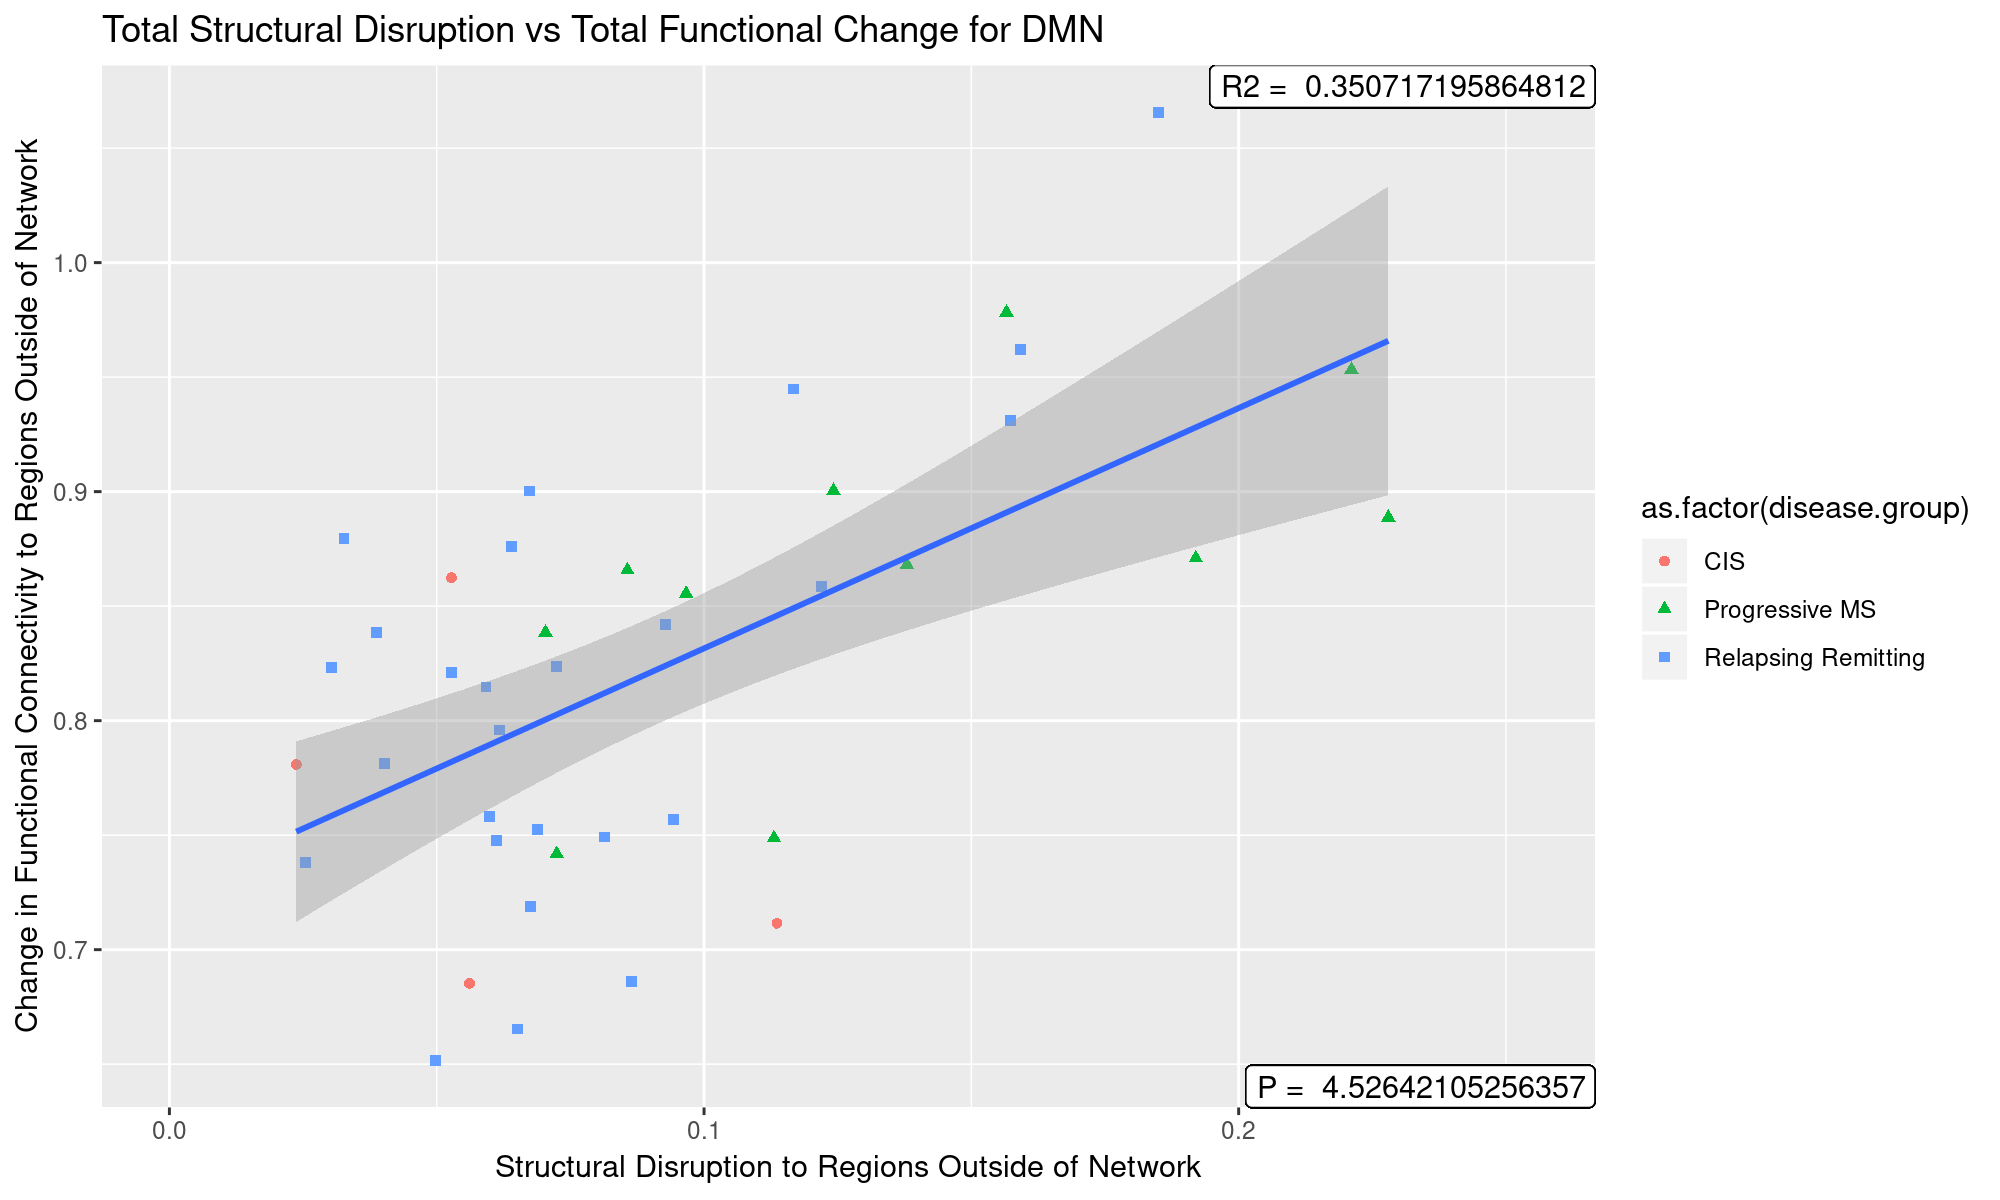 Total Structural Disruption vs Total Functional Change for DMN
R2 =  0.350717195864812
Change in Functional Connectivity to Regions Outside of Network
1.0
0.9
0.8
0.7
as.factor(disease.group)
CIS
Progressive MS
Relapsing Remitting
P =  4.52642105256357
0.0
0.1
0.2
Structural Disruption to Regions Outside of Network